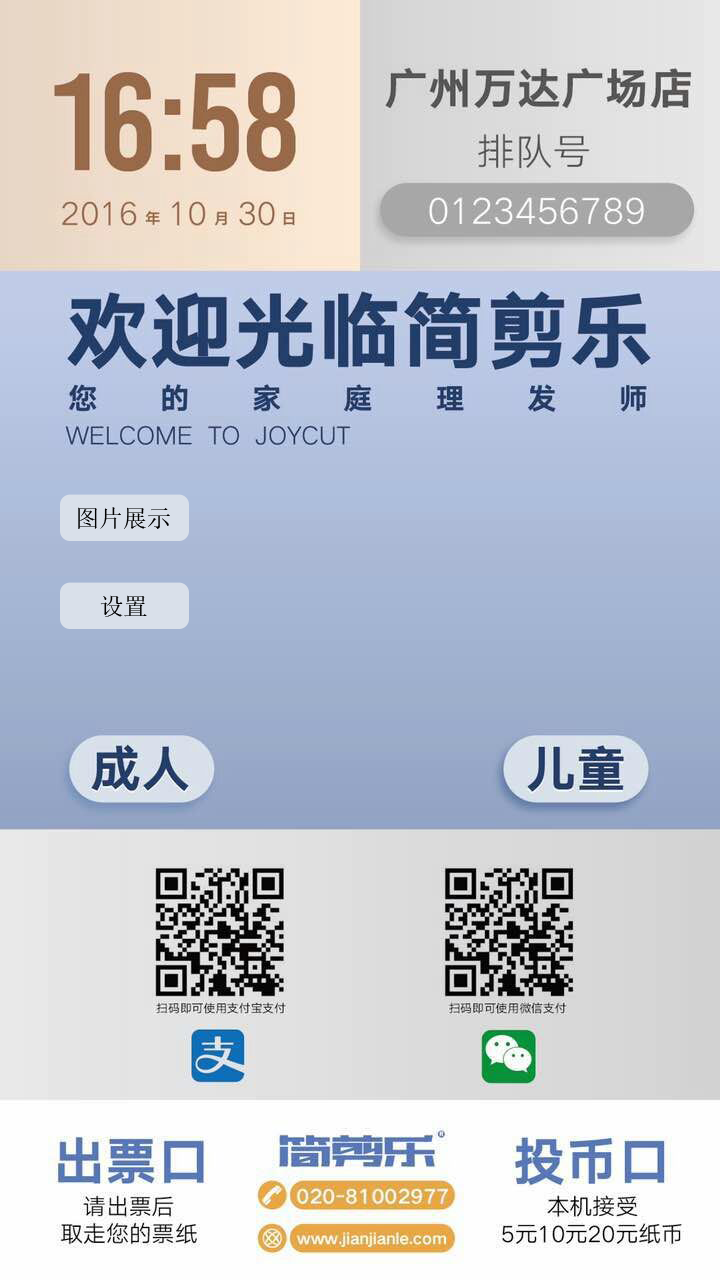 16:58
2016年10月30日
广州万达广场店
排队号
0123456789
欢迎光临简剪乐
您的家庭理发师
WELCOME TO JOYCUT
图片展示
设置
成人
儿童
扫码即可使用支付宝支付
扫码即可使用微信支付
支
出票口
请出票后
取走您的票纸
简剪乐®
020-81002977
www.jianjianle.com
投币口
本机接受
5元10元20元纸币